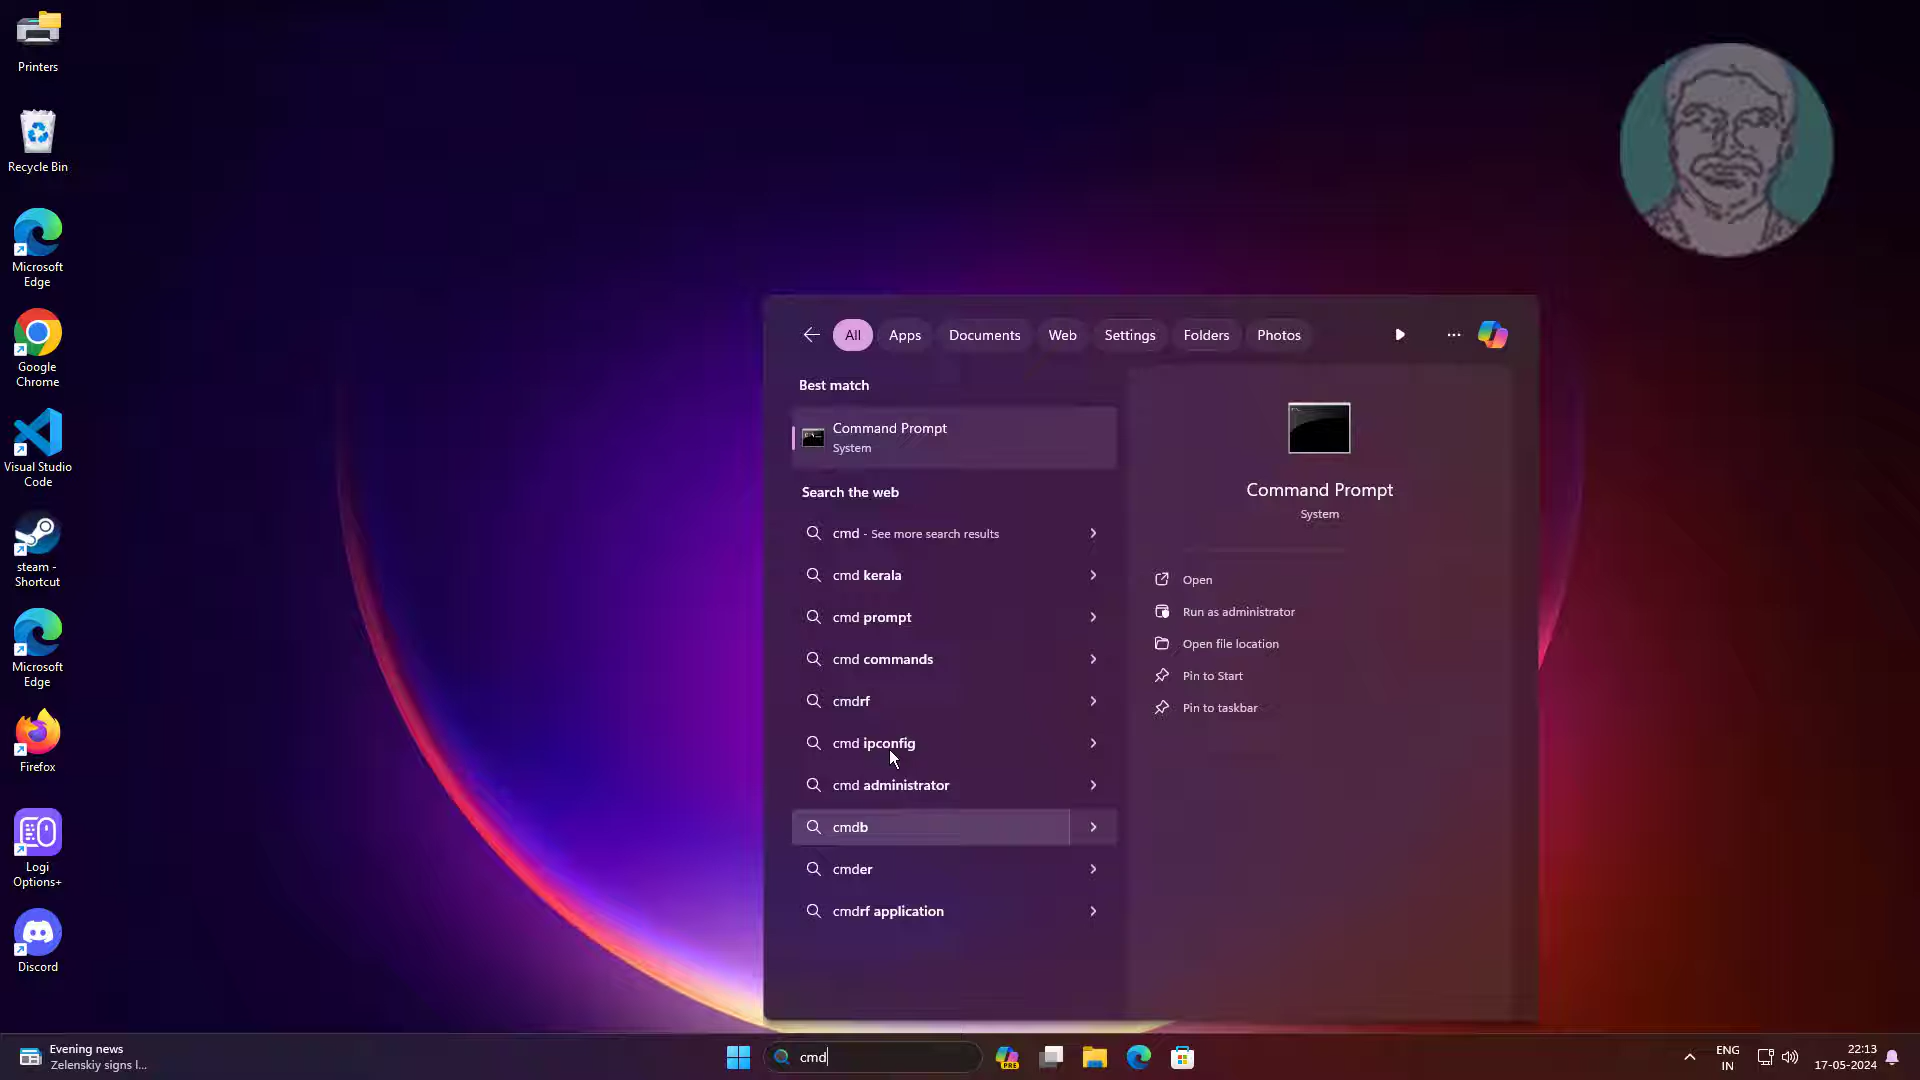 Printers
Recycle Bin
Microsoft
Edge
Google
Chrome
Visual Studio
Code
steam -
Shortcut
Microsoft
Edge
Firefox
Logi
Options+
Discord
All
Apps
Documents
Web
Settings
Folders
Photos
Best match
Command Prompt
System
Search the web
cmd - See more search results
cmd kerala
cmd prompt
cmd commands
cmdrf
cmd ipconfig
cmd administrator
cmdb
cmder
cmdrf application
Command Prompt
System
Open
Run as administrator
Open file location
Pin to Start
Pin to taskbar
Evening news
Zelenskiy signs l...
cmd
PRE
ENG
IN
22:13
17-05-2024